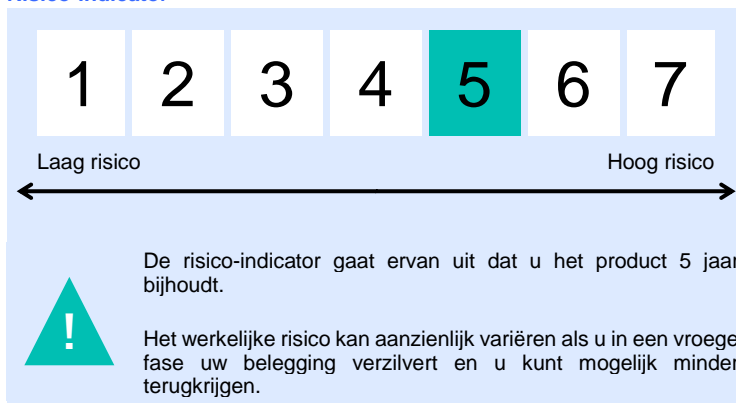 Risico-indicator
1 2 3 4 5 6 7
Laag risico Hoog risico
De risico-indicator gaat ervan uit dat u het product 5 jaar
bijhoudt.
!
Het werkelijke risico kan aanzienlijk variëren als u in een vroege
fase uw belegging verzilvert en u kunt mogelijk minder
terugkrijgen.